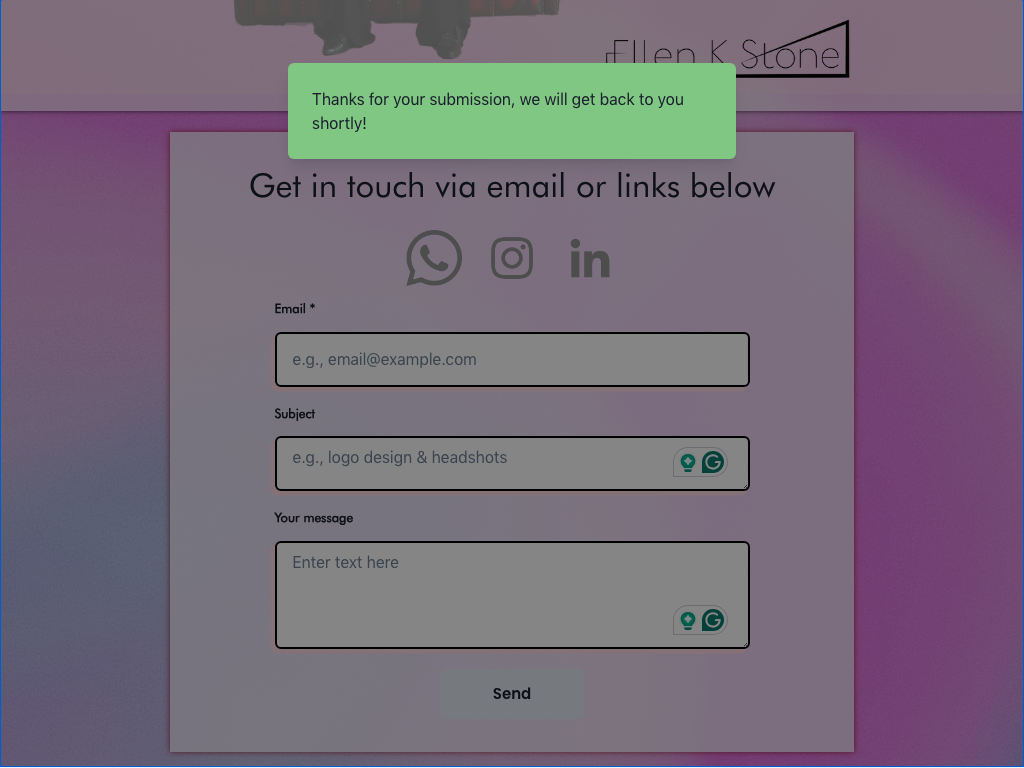 Ellen K Stone
Thanks for your submission, we will get back to you
shortly!
Get in touch via email or links below
in
Email *
e.g., email@example.com
Subject
e.g., logo design & headshots
Your message
Enter text here
Send